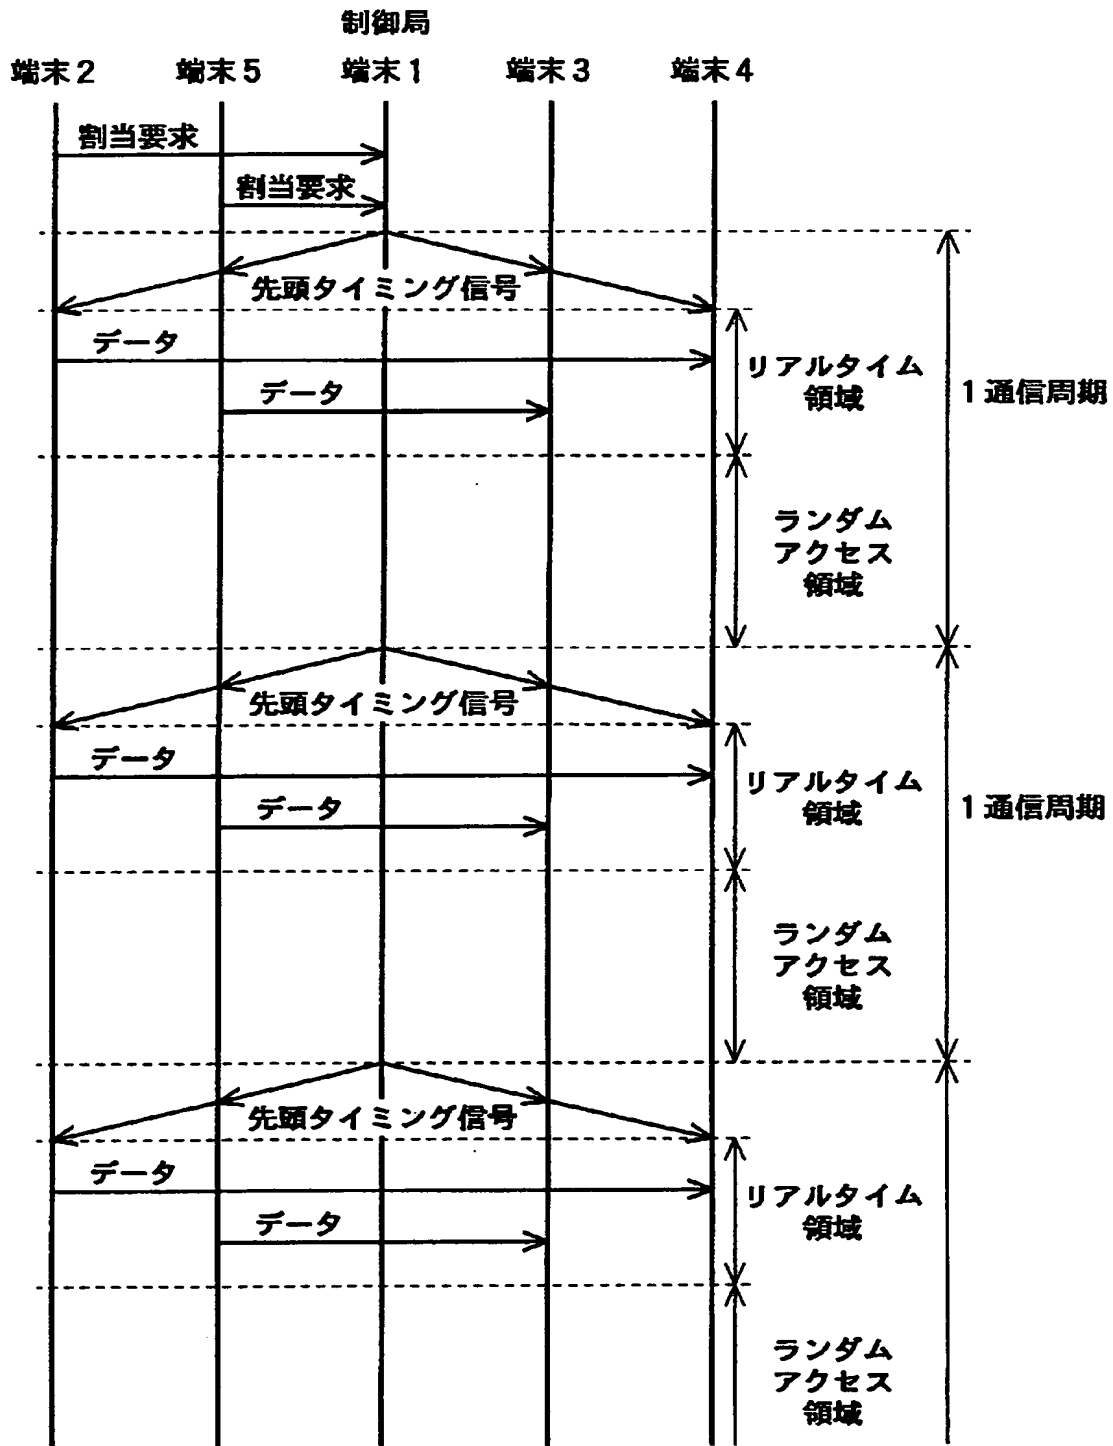 制御局
端末2 端末5 端末1 端末3 端末4
割当要求
割当要求
先頭タイミング信号
データ
リアルタイム
領域
1通信周期
データ
ランダム
アクセス
領域
先頭タイミング信号
データ
リアルタイム
領域
1通信周期
データ
ランダム
アクセス
領域
先頭タイミング信号
データ
リアルタイム
領域
データ
ランダム
アクセス
領域